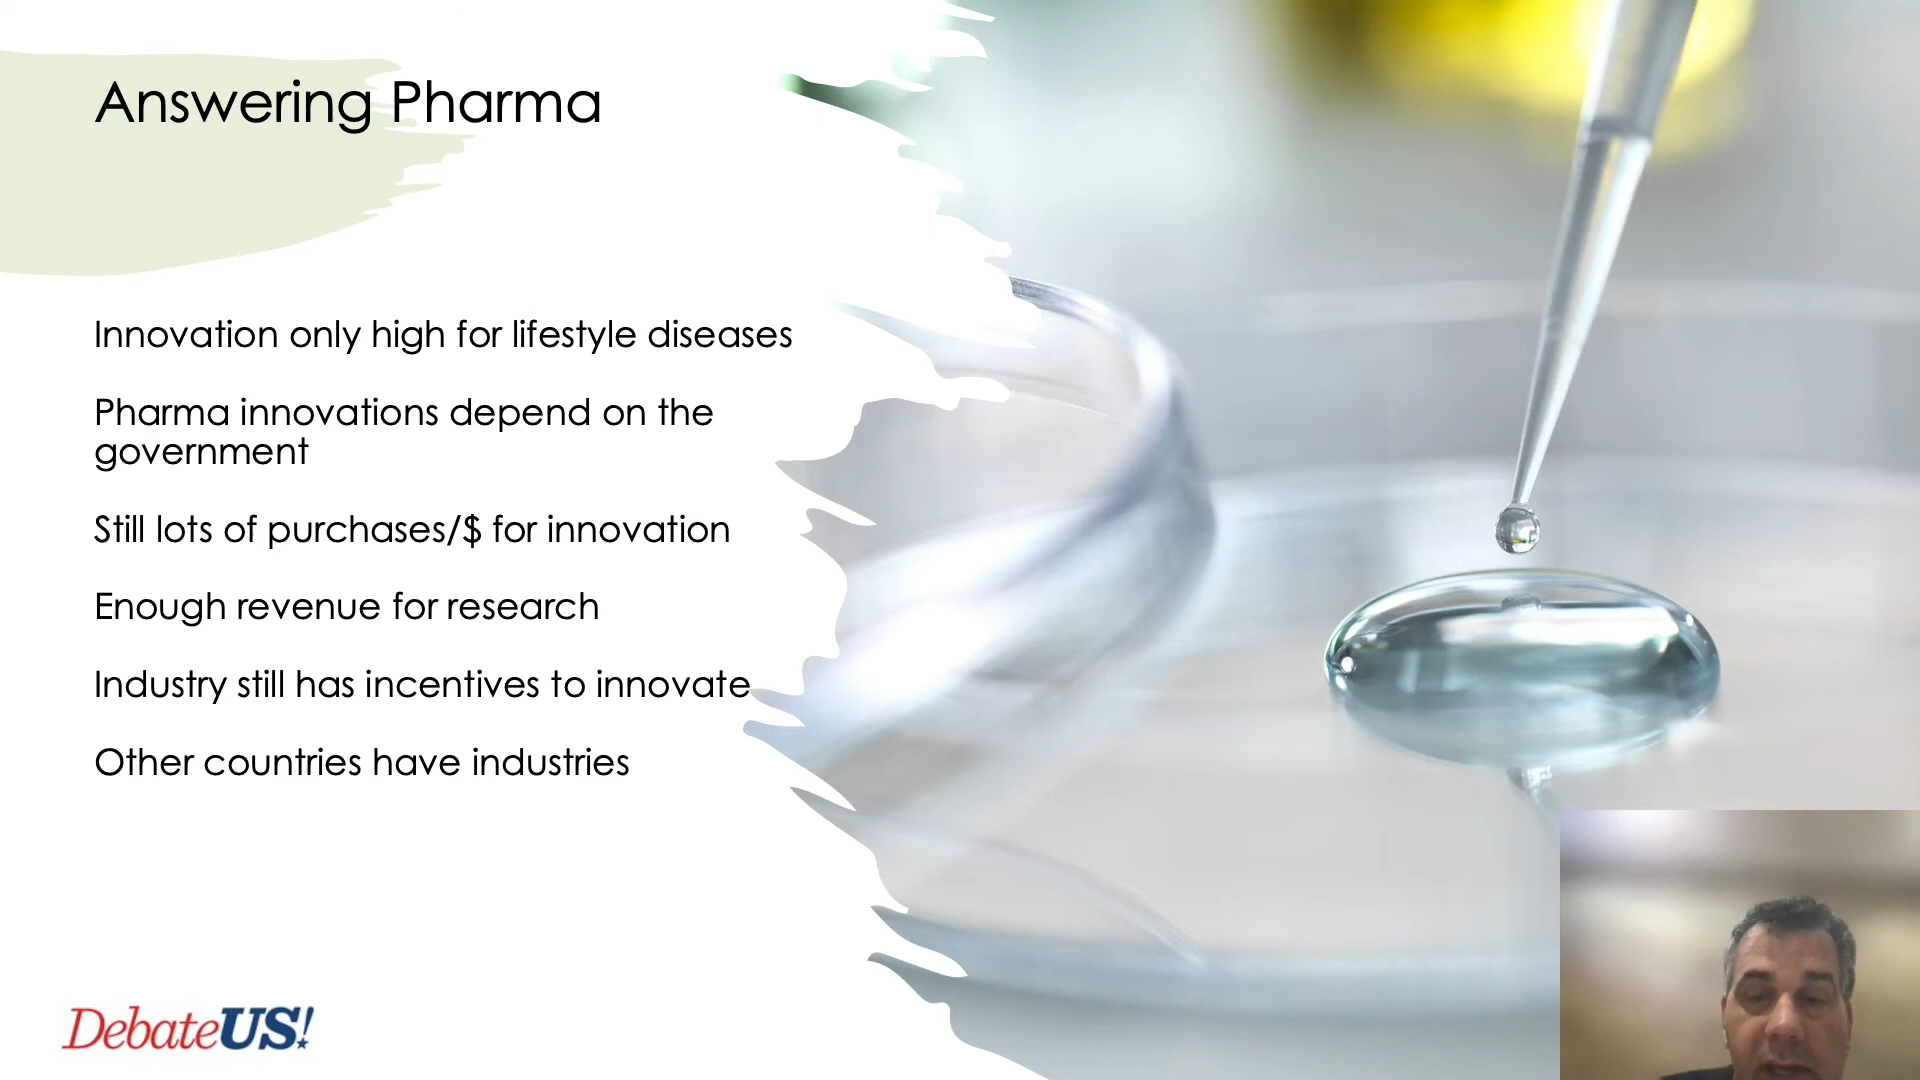 Answering Pharma
Innovation only high for lifestyle diseases
Pharma innovations depend on the
government
Still lots of purchases/$ for innovation
Enough revenue for research
Industry still has incentives to innovate
Other countries have industries
DebateUS!